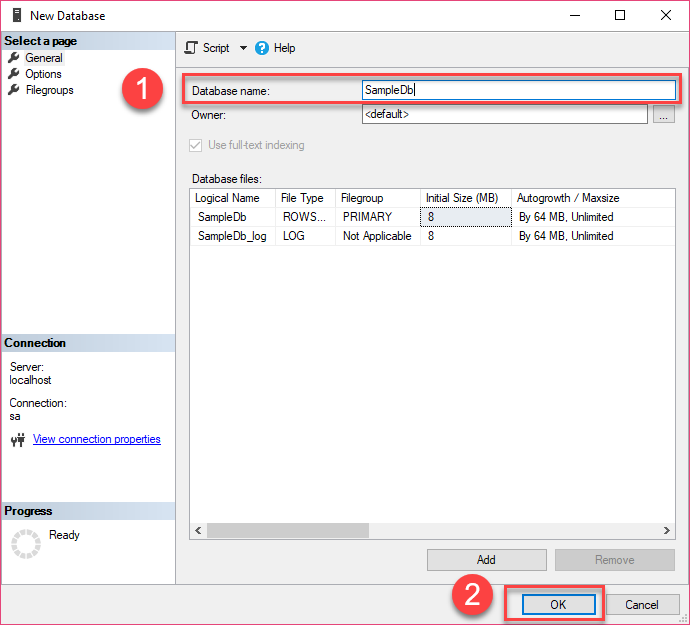 New Database
Select a page
General
Options
Filegroups
Script
Help
1
Database name:
SampleDb
Owner:
<default>
...
Use full-text indexing
Database files:
Logical Name File Type Filegroup Initial Size (MB) Autogrowth / Maxsize
SampleDb ROWS... PRIMARY 8 By 64 MB, Unlimited
SampleDb_log LOG Not Applicable 8 By 64 MB, Unlimited
Connection
Server:
localhost
Connection:
sa
View connection properties
Progress
Ready
Add
Remove
2
OK
Cancel